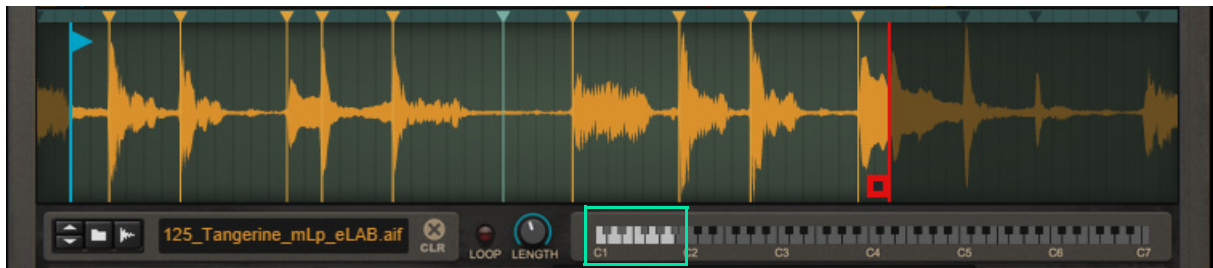 125_Tangerine_mLp_eLAB.aif
CLR
LOOP
LENGTH
C1
C2
C3
C4
C5
C6
C7